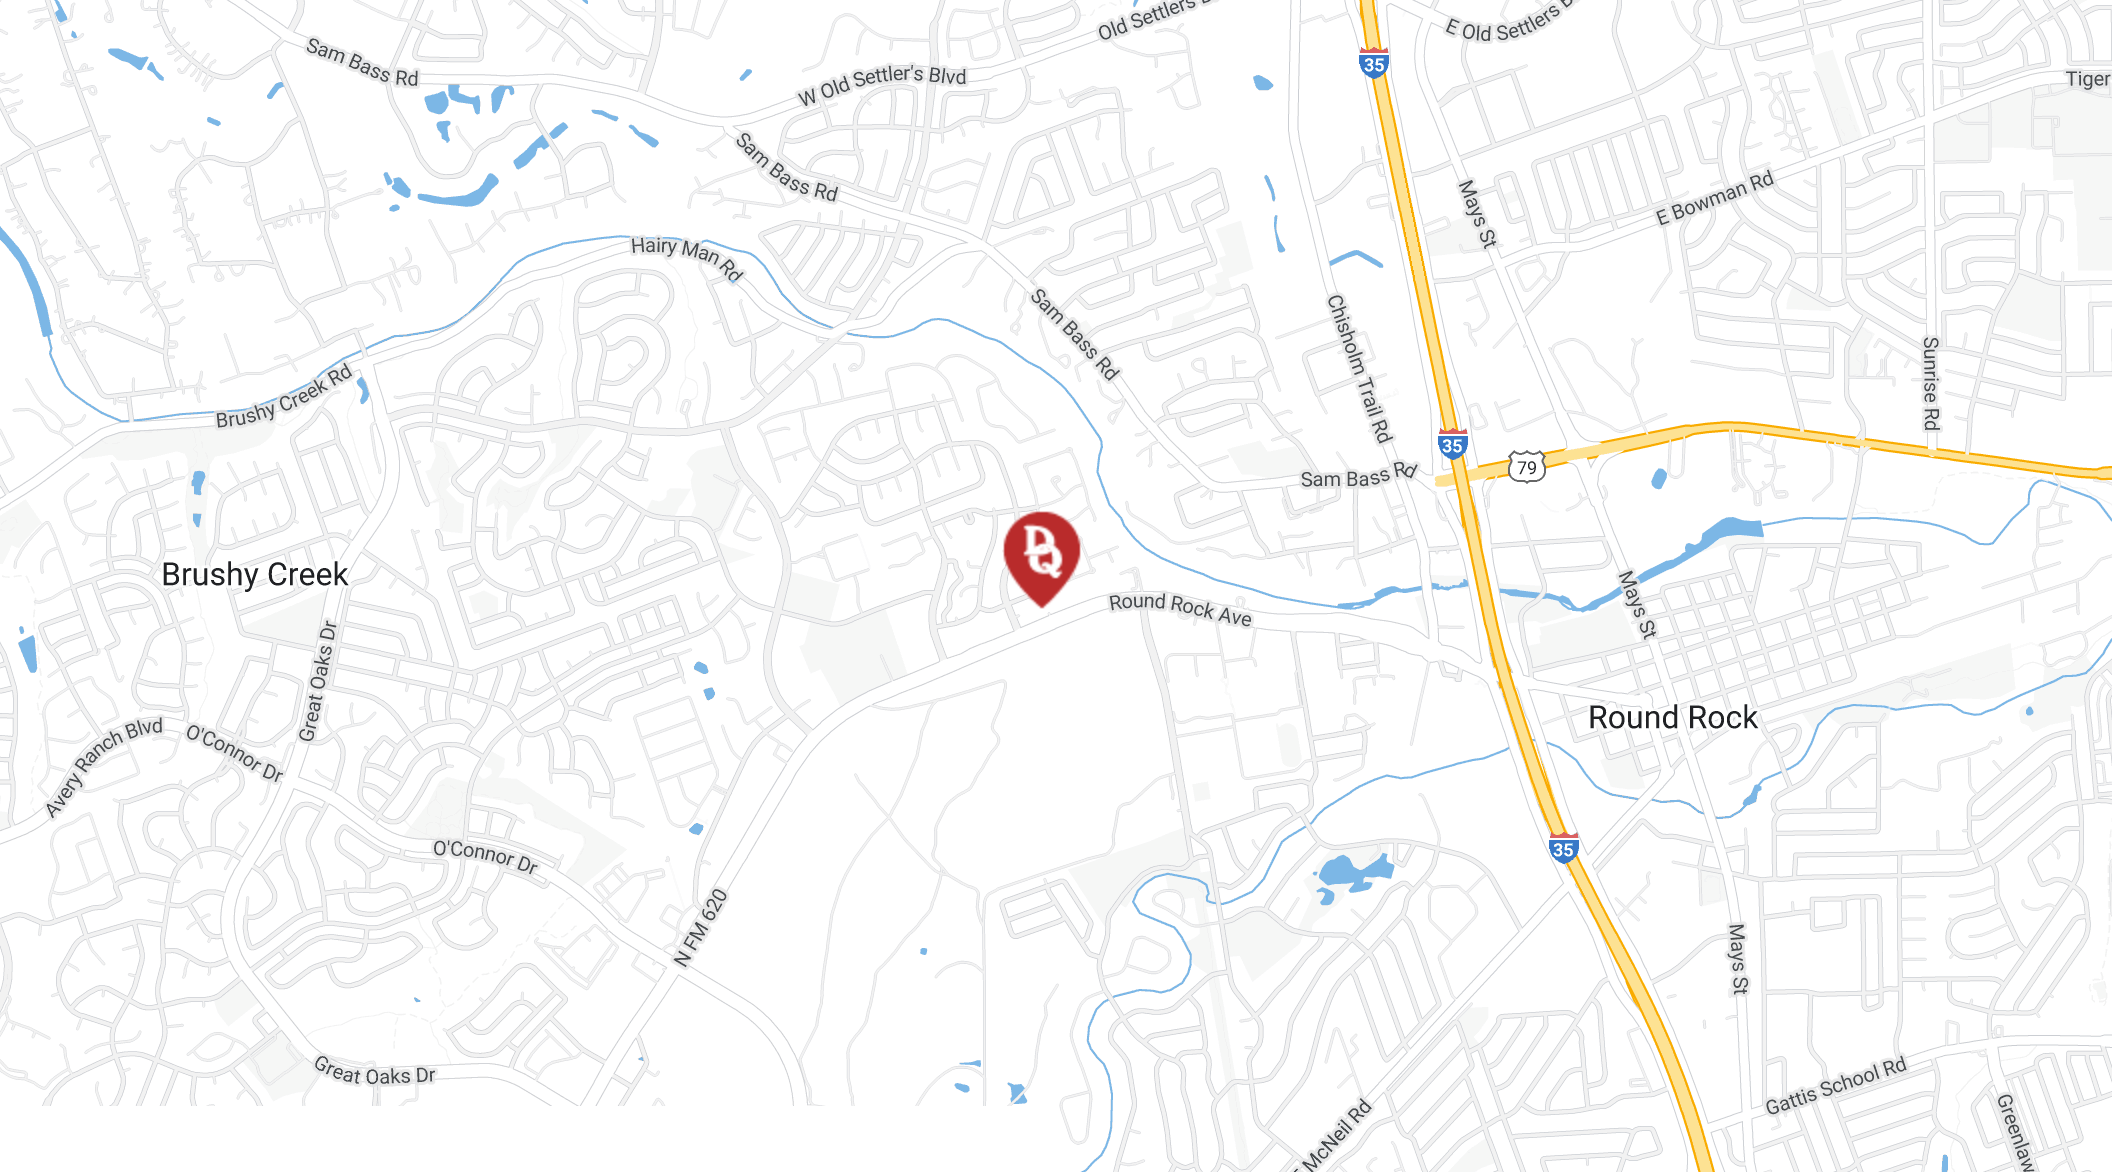 Sam Bass Rd
W Old Settler's Blvd
Old Settlers
E Old Settlers
35
Tiger
Sam Bass Rd
Mays St
E Bowman Rd
Hairy Man Rd
Sam Bass Rd
Chisholm Trail Rd
Sunrise Rd
Brushy Creek Rd
35
79
Sam Bass Rd
DQ
Brushy Creek
Round Rock Ave
Mays St
Great Oaks Dr
Round Rock
Avery Ranch Blvd
O'Connor Dr
O'Connor Dr
35
N FM 620
Mays St
Great Oaks Dr
Gattis School Rd
McNeil Rd
Greenlaw